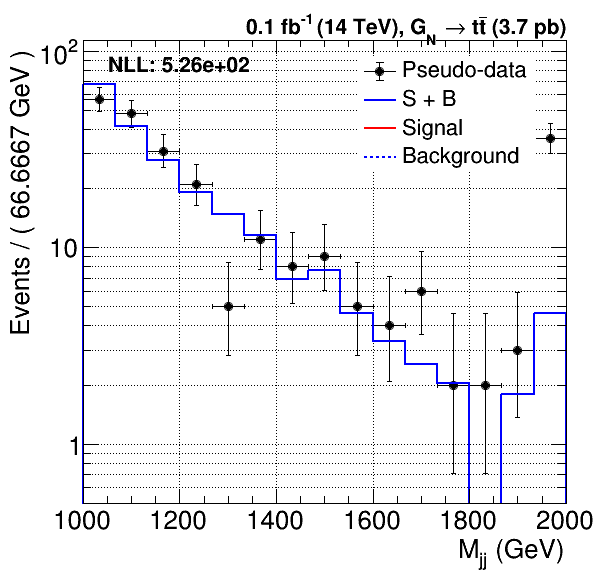 0.1 fb⁻¹ (14 TeV), G_N → tt̄ (3.7 pb)
10²
NLL: 5.26e+02
Pseudo-data
S + B
Signal
Background
10
1
Events / ( 66.6667 GeV )
1000 1200 1400 1600 1800 2000
M_jj (GeV)